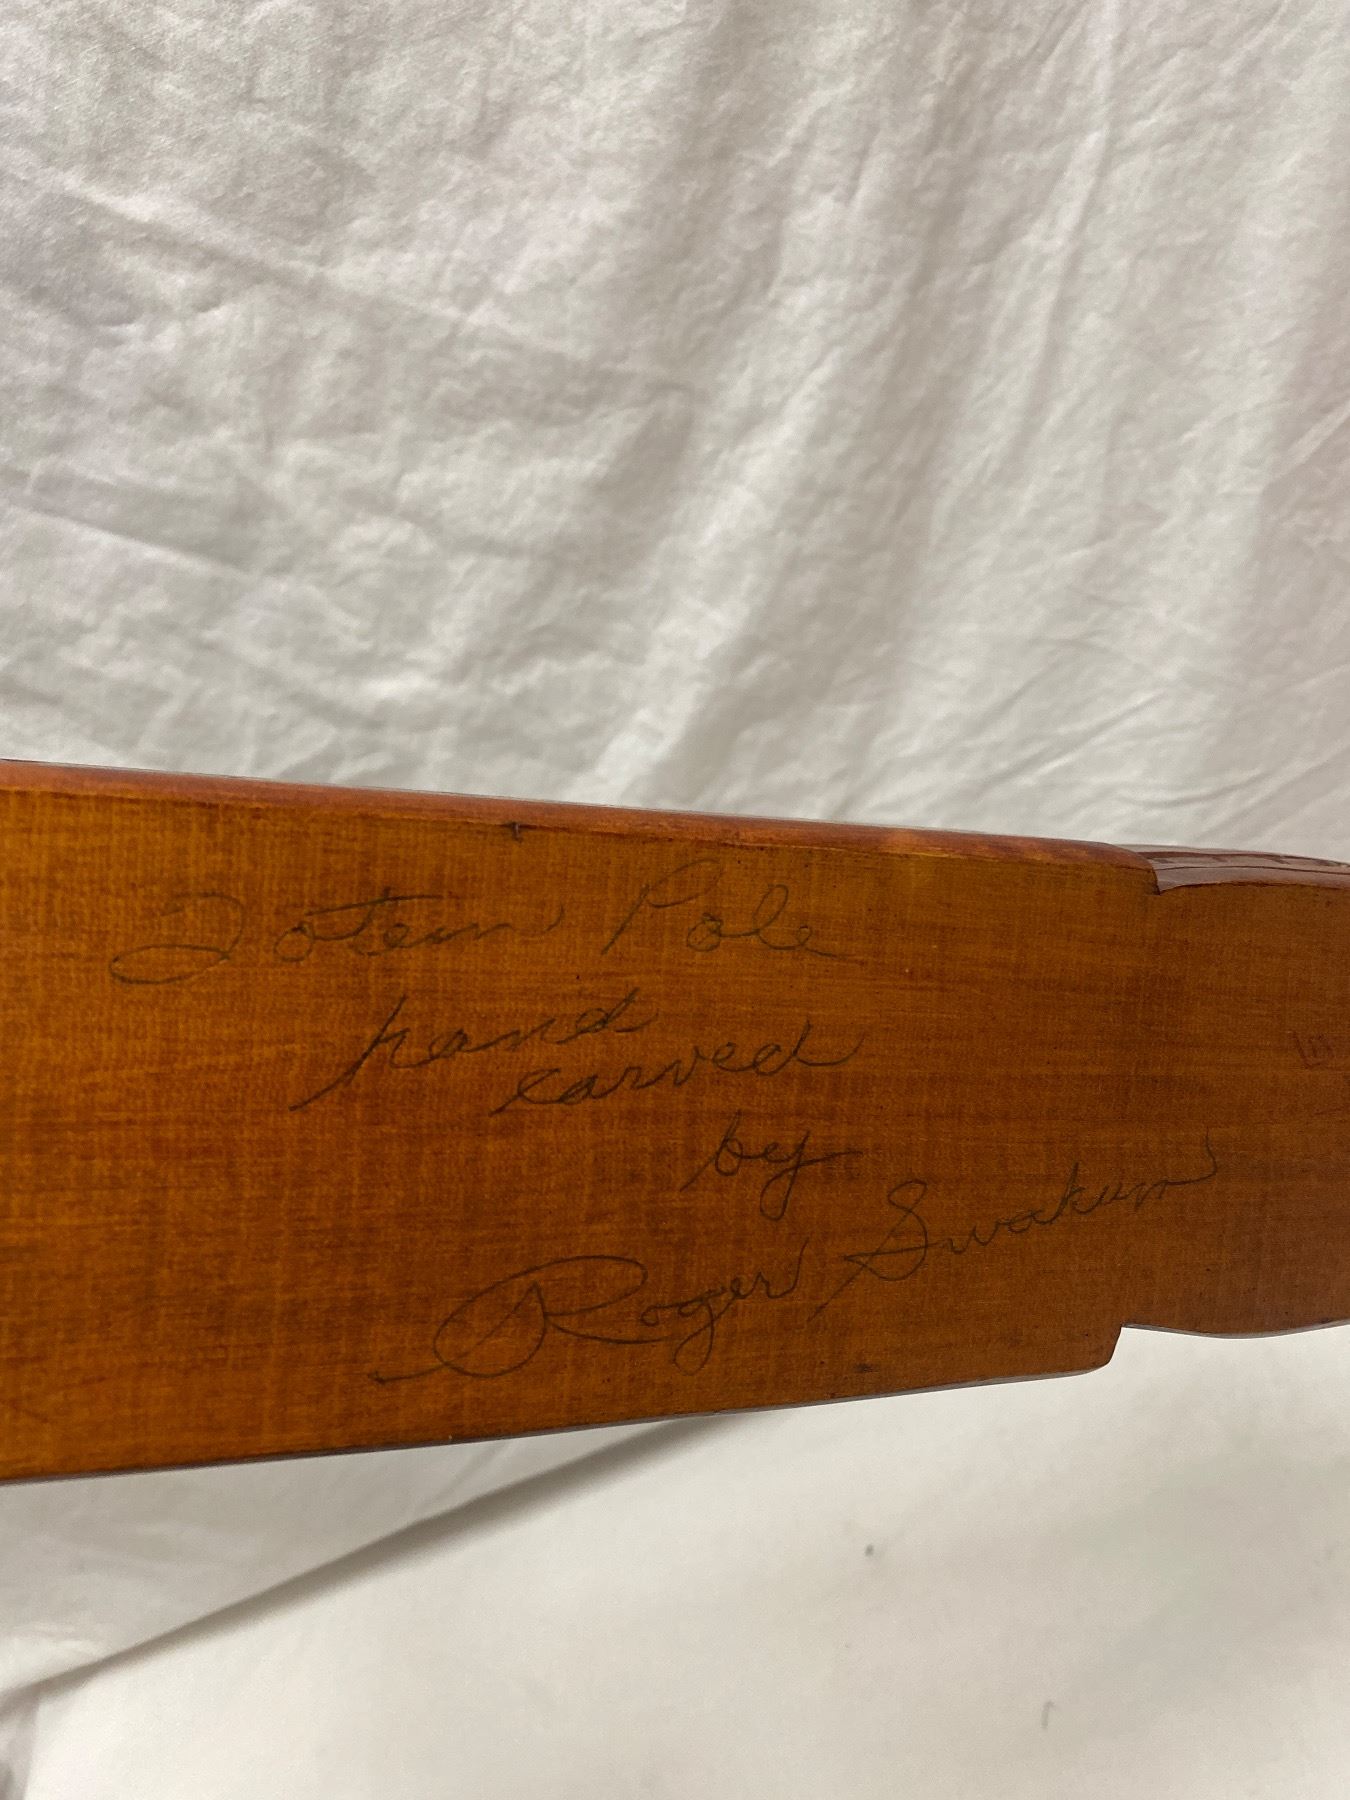 Totem Pole
hand
carved
by
Roger Swakum